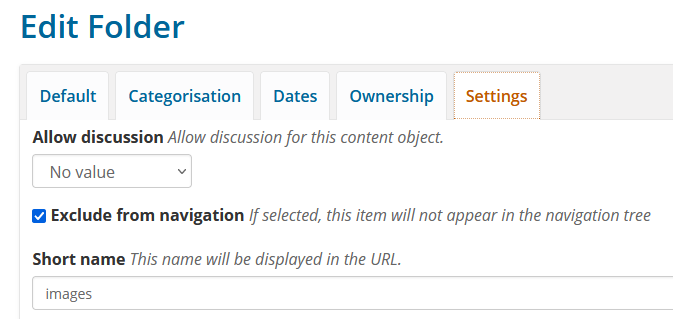 Edit Folder
Default Categorisation Dates Ownership Settings
Allow discussion Allow discussion for this content object.
No value
Exclude from navigation If selected, this item will not appear in the navigation tree
Short name This name will be displayed in the URL.
images